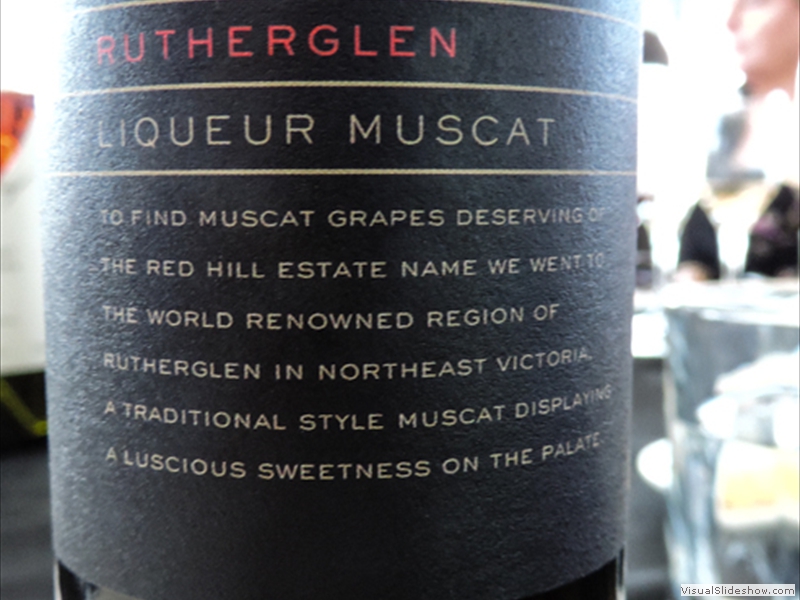 RUTHERGLEN
LIQUEUR MUSCAT
TO FIND MUSCAT GRAPES DESERVING OF
THE RED HILL ESTATE NAME WE WENT TO
THE WORLD RENOWNED REGION OF
RUTHERGLEN IN NORTHEAST VICTORIA.
A TRADITIONAL STYLE MUSCAT DISPLAYING
A LUSCIOUS SWEETNESS ON THE PALATE.
VisualSlideshow.com